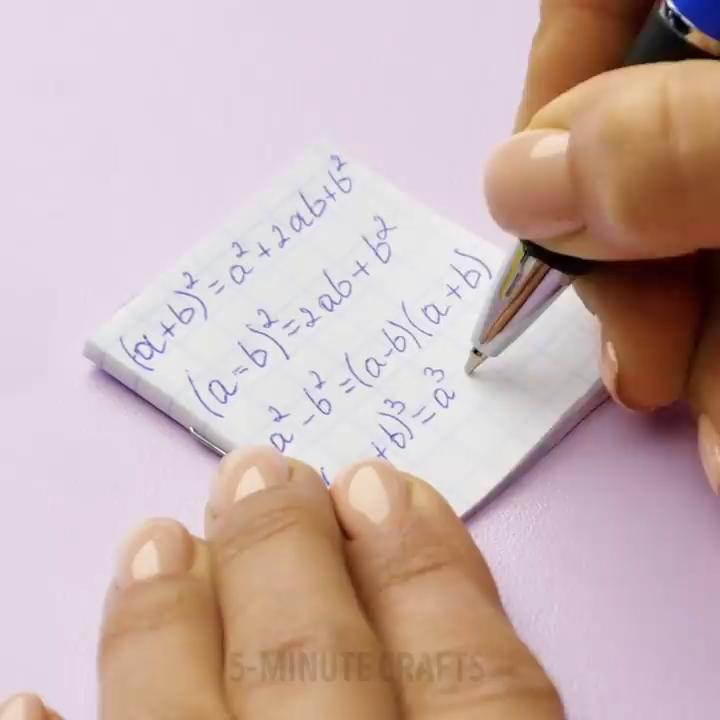 (a+b)²=a²+2ab+b²
(a=b)²=2ab+b²
a²-b²=(a-b)(a+b)
+b)³=a³
5-MINUTE CRAFTS